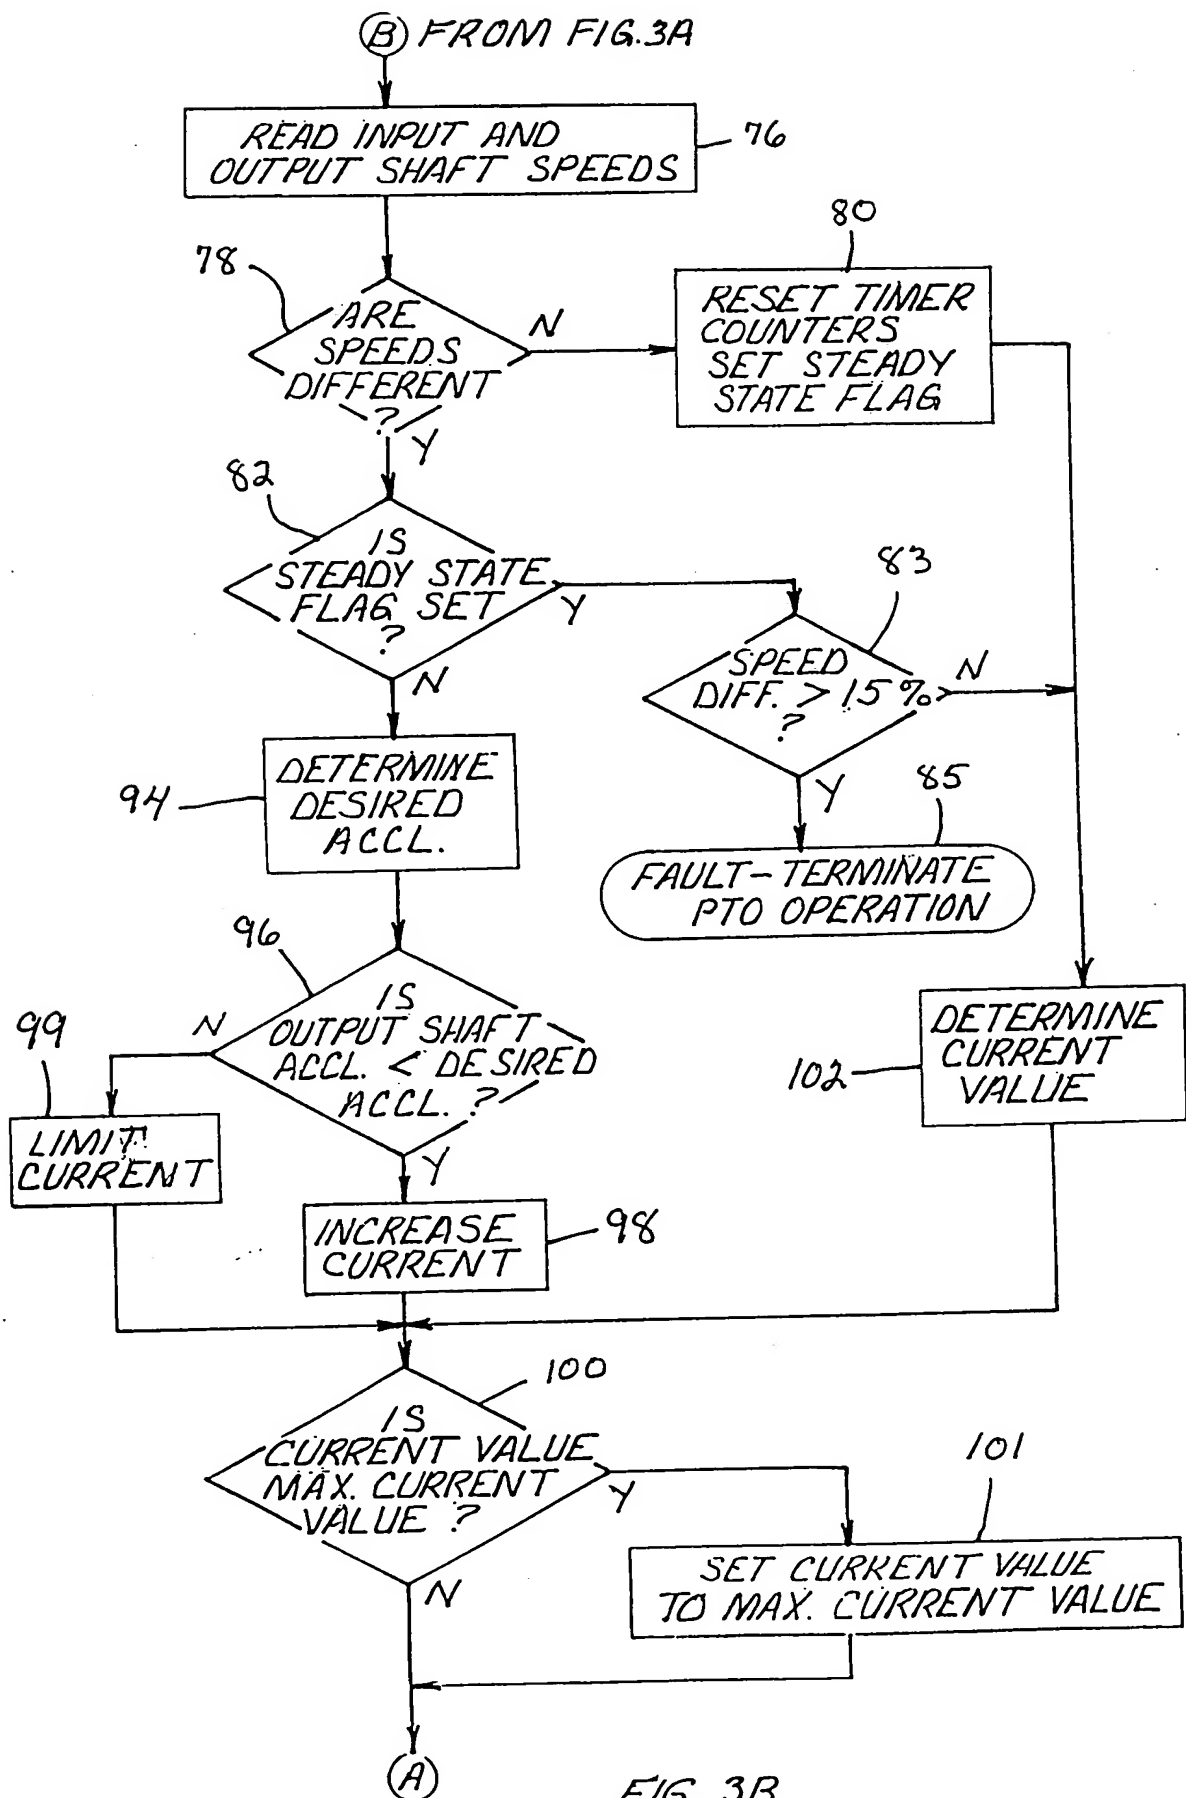 B FROM FIG.3A
READ INPUT AND
OUTPUT SHAFT SPEEDS
76
78
ARE
SPEEDS
DIFFERENT
?
N
Y
80
RESET TIMER
COUNTERS
SET STEADY
STATE FLAG
82
IS
STEADY STATE
FLAG SET
?
Y
N
83
SPEED
DIFF. > 15%
?
N
Y
85
FAULT-TERMINATE
PTO OPERATION
94
DETERMINE
DESIRED
ACCL.
96
IS
OUTPUT SHAFT
ACCL. < DESIRED
ACCL. ?
N
Y
99
LIMIT
CURRENT
INCREASE
CURRENT
98
102
DETERMINE
CURRENT
VALUE
100
IS
CURRENT VALUE
MAX. CURRENT
VALUE ?
Y
N
101
SET CURRENT VALUE
TO MAX. CURRENT VALUE
A
FIG. 3B